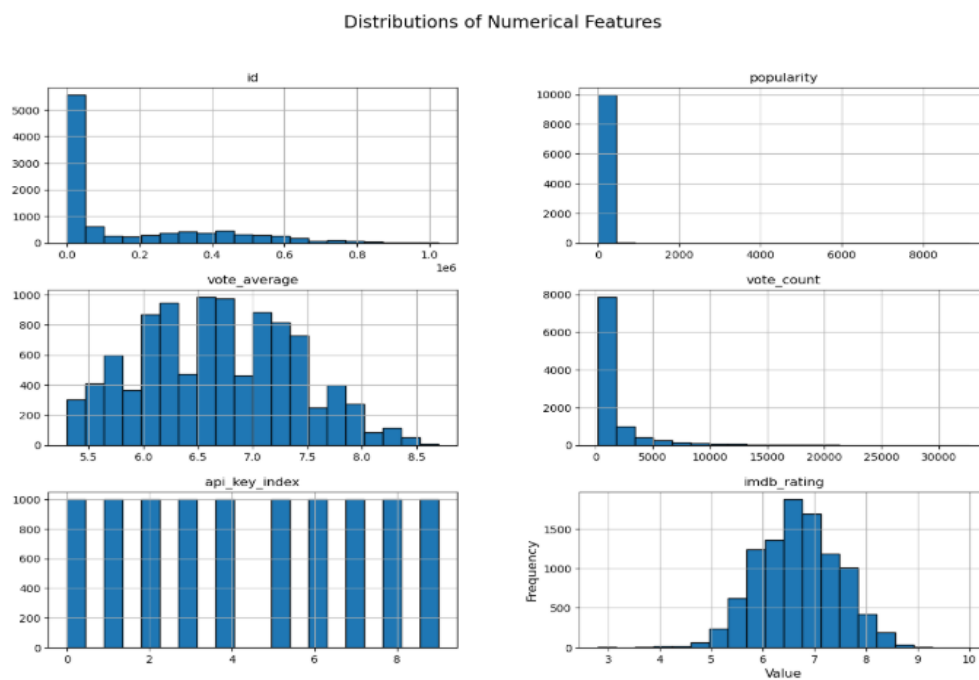 Distributions of Numerical Features
id
popularity
5000
4000
3000
2000
1000
0
0.0 0.2 0.4 0.6 0.8 1.0
1e6
10000
8000
6000
4000
2000
0
0 2000 4000 6000 8000
vote_average
vote_count
1000
800
600
400
200
0
5.5 6.0 6.5 7.0 7.5 8.0 8.5
8000
6000
4000
2000
0
0 5000 10000 15000 20000 25000 30000
api_key_index
imdb_rating
1000
800
600
400
200
0
0 2 4 6 8
Frequency
1500
1000
500
0
3 4 5 6 7 8 9 10
Value